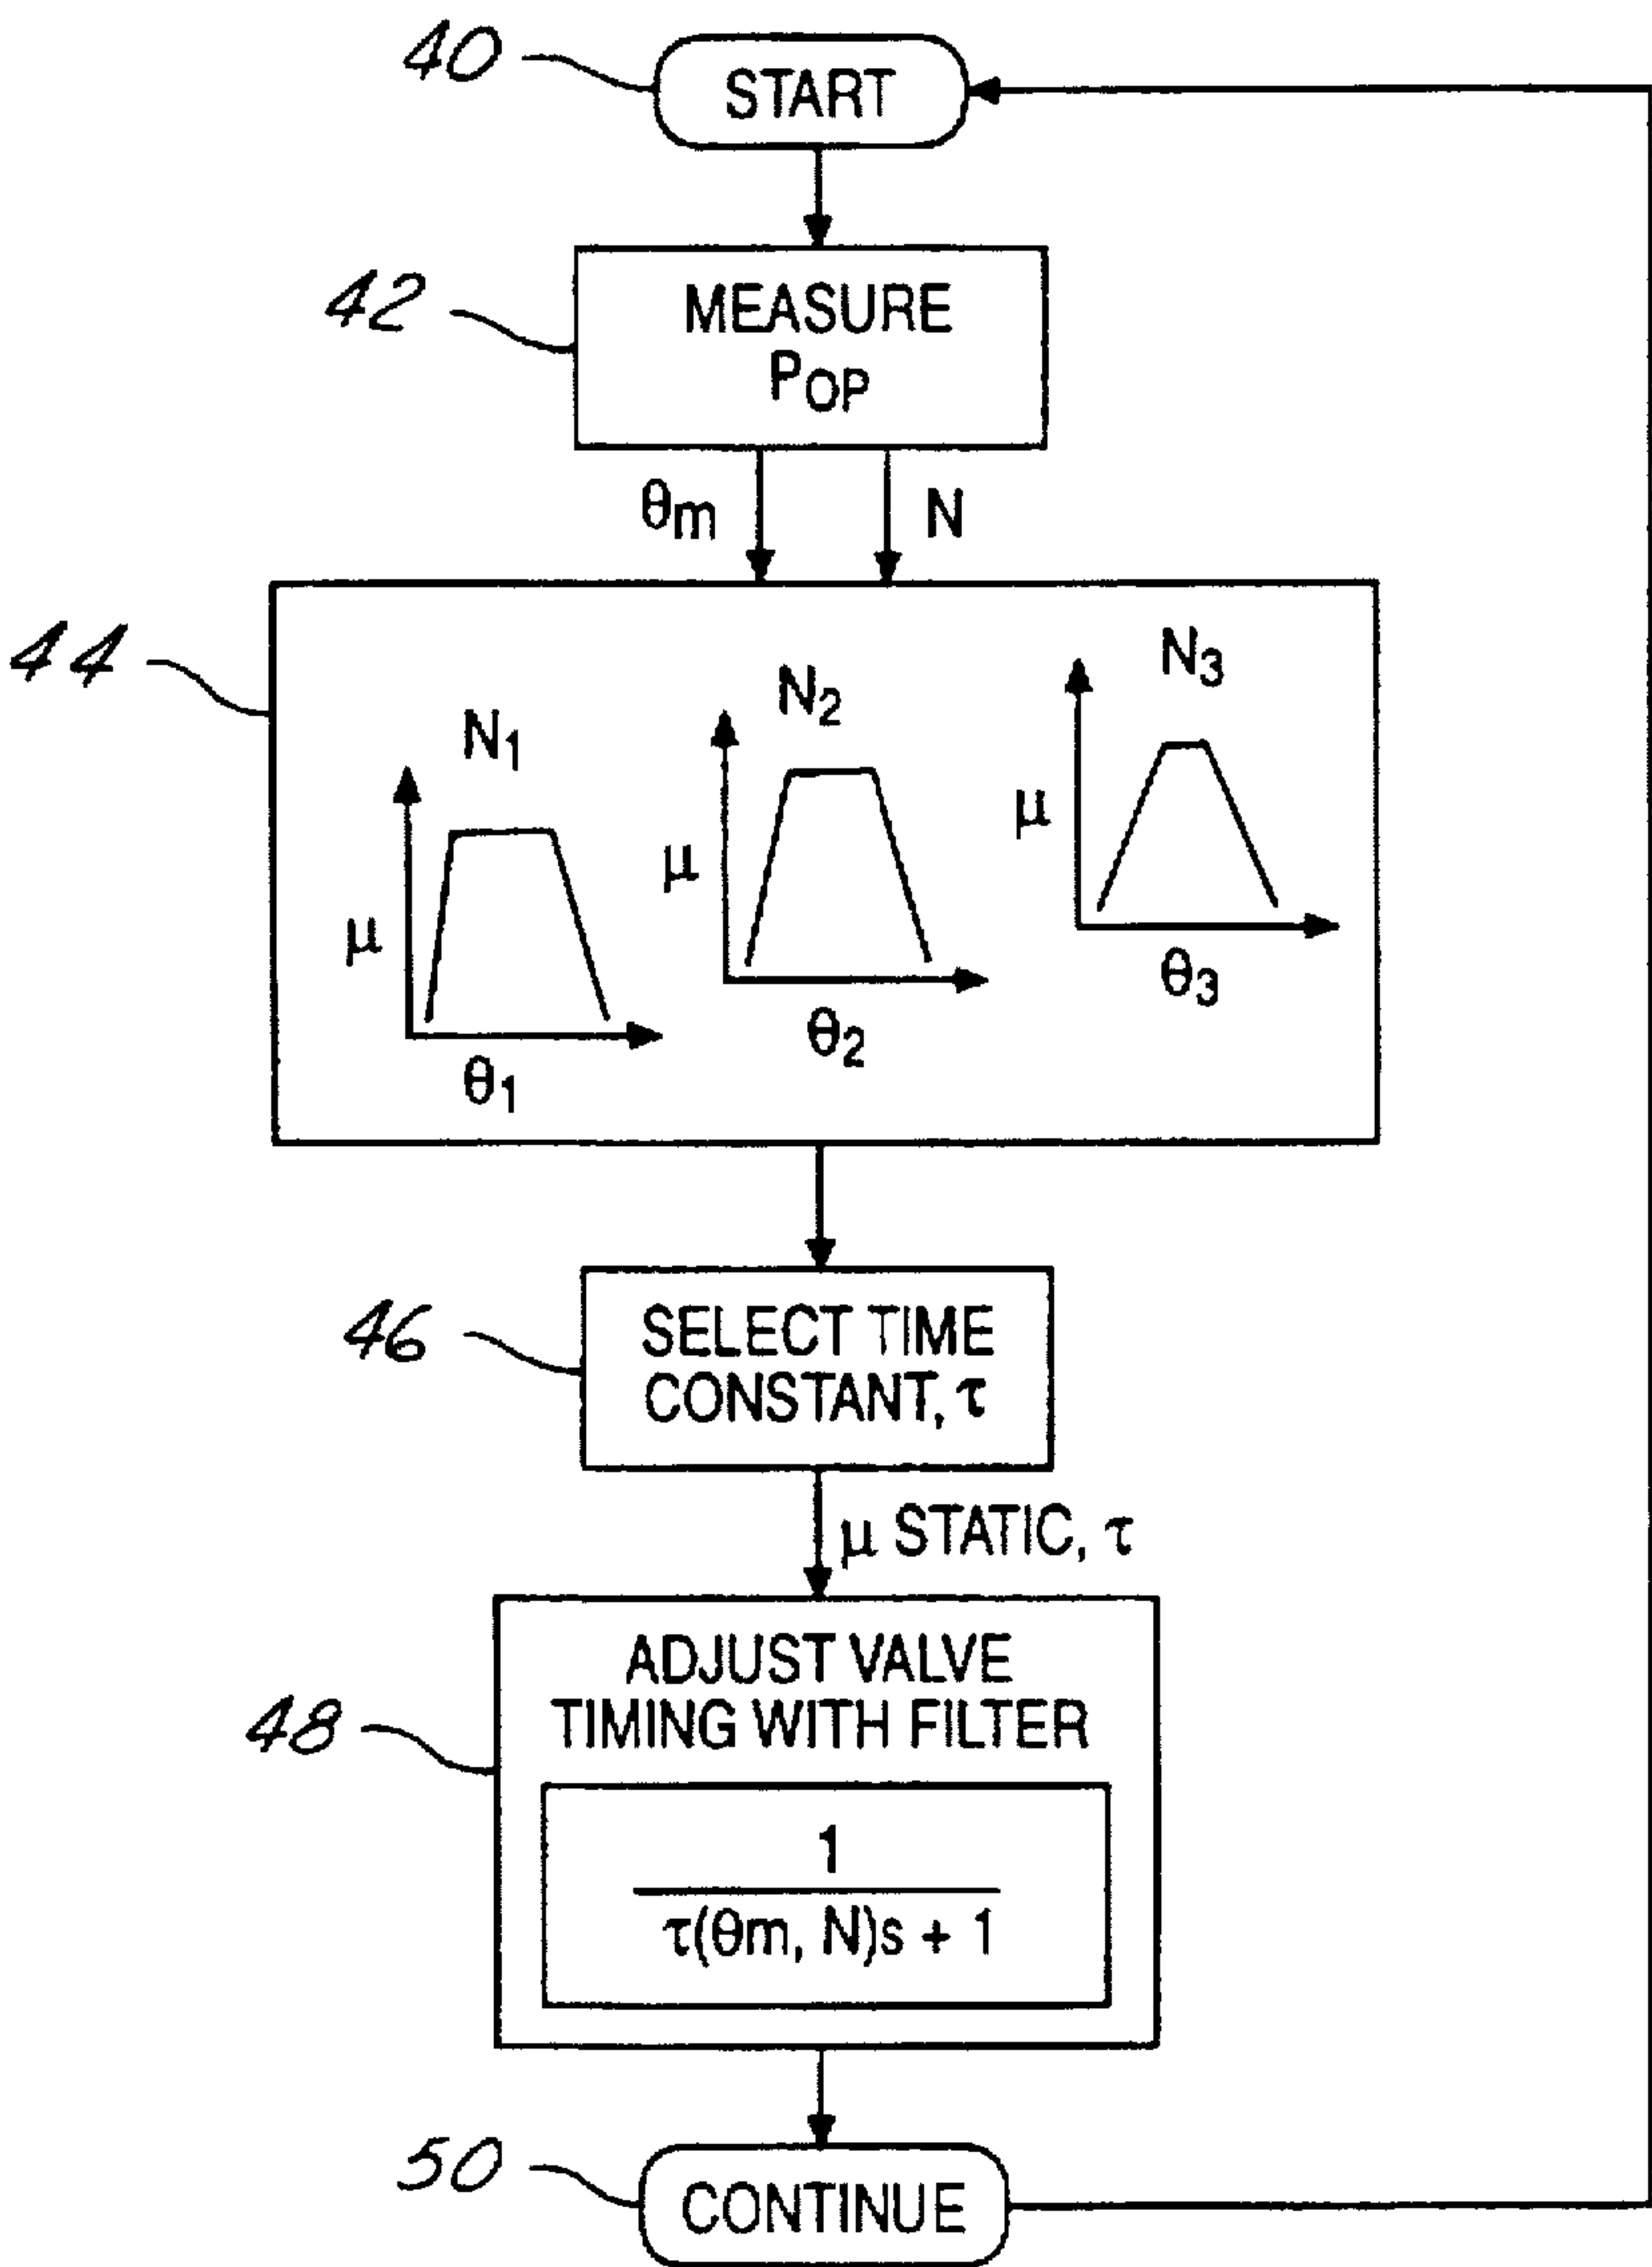 40
START
42
MEASURE
P_OP
θm
N
44
N1
μ
θ1
N2
μ
θ2
N3
μ
θ3
46
SELECT TIME
CONSTANT, τ
μ STATIC, τ
48
ADJUST VALVE
TIMING WITH FILTER
1
τ(θm, N)s + 1
50
CONTINUE